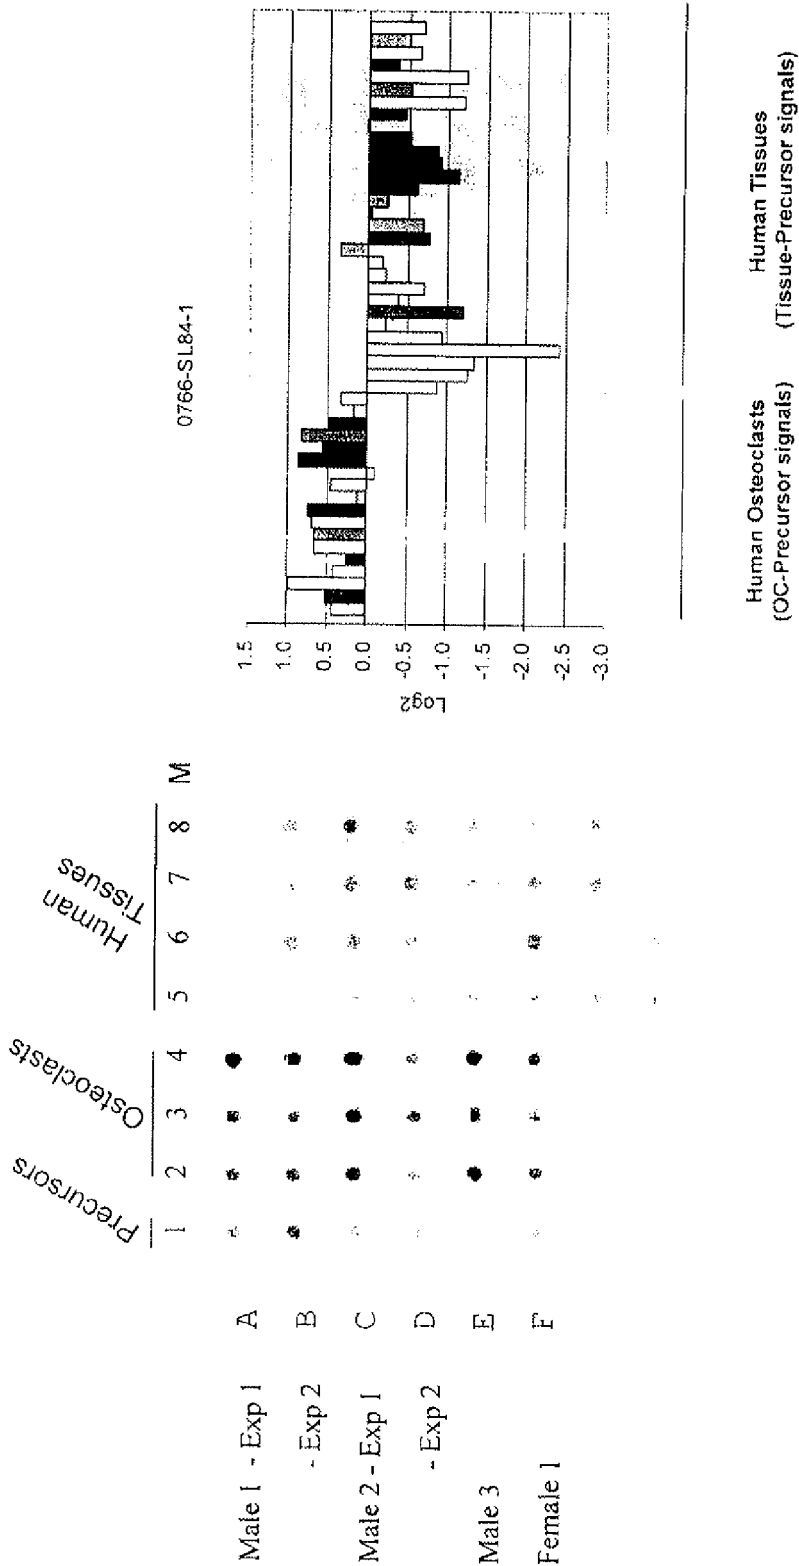 Precursors
Osteoclasts
Human
Tissues
1 2 3 4 5 6 7 8 M
Male 1 - Exp 1 A
- Exp 2 B
Male 2 - Exp 1 C
- Exp 2 D
Male 3 E
Female 1 F
0766-SL84-1
Log2
1.5
1.0
0.5
0.0
-0.5
-1.0
-1.5
-2.0
-2.5
-3.0
Human Osteoclasts
(OC-Precursor signals)
Human Tissues
(Tissue-Precursor signals)